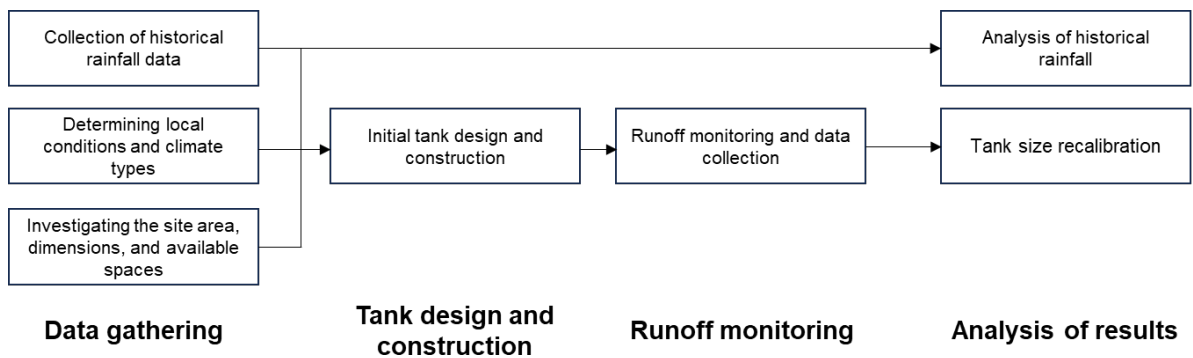 Collection of historical
rainfall data
Analysis of historical
rainfall
Determining local
conditions and climate
types
Initial tank design and
construction
Runoff monitoring and data
collection
Tank size recalibration
Investigating the site area,
dimensions, and available
spaces
Data gathering
Tank design and
construction
Runoff monitoring
Analysis of results